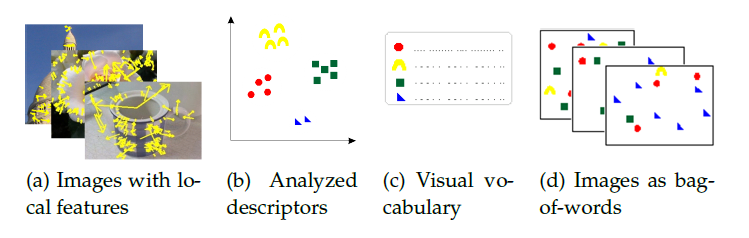 (a) Images with lo-
cal features
(b) Analyzed
descriptors
(c) Visual vo-
cabulary
(d) Images as bag-
of-words